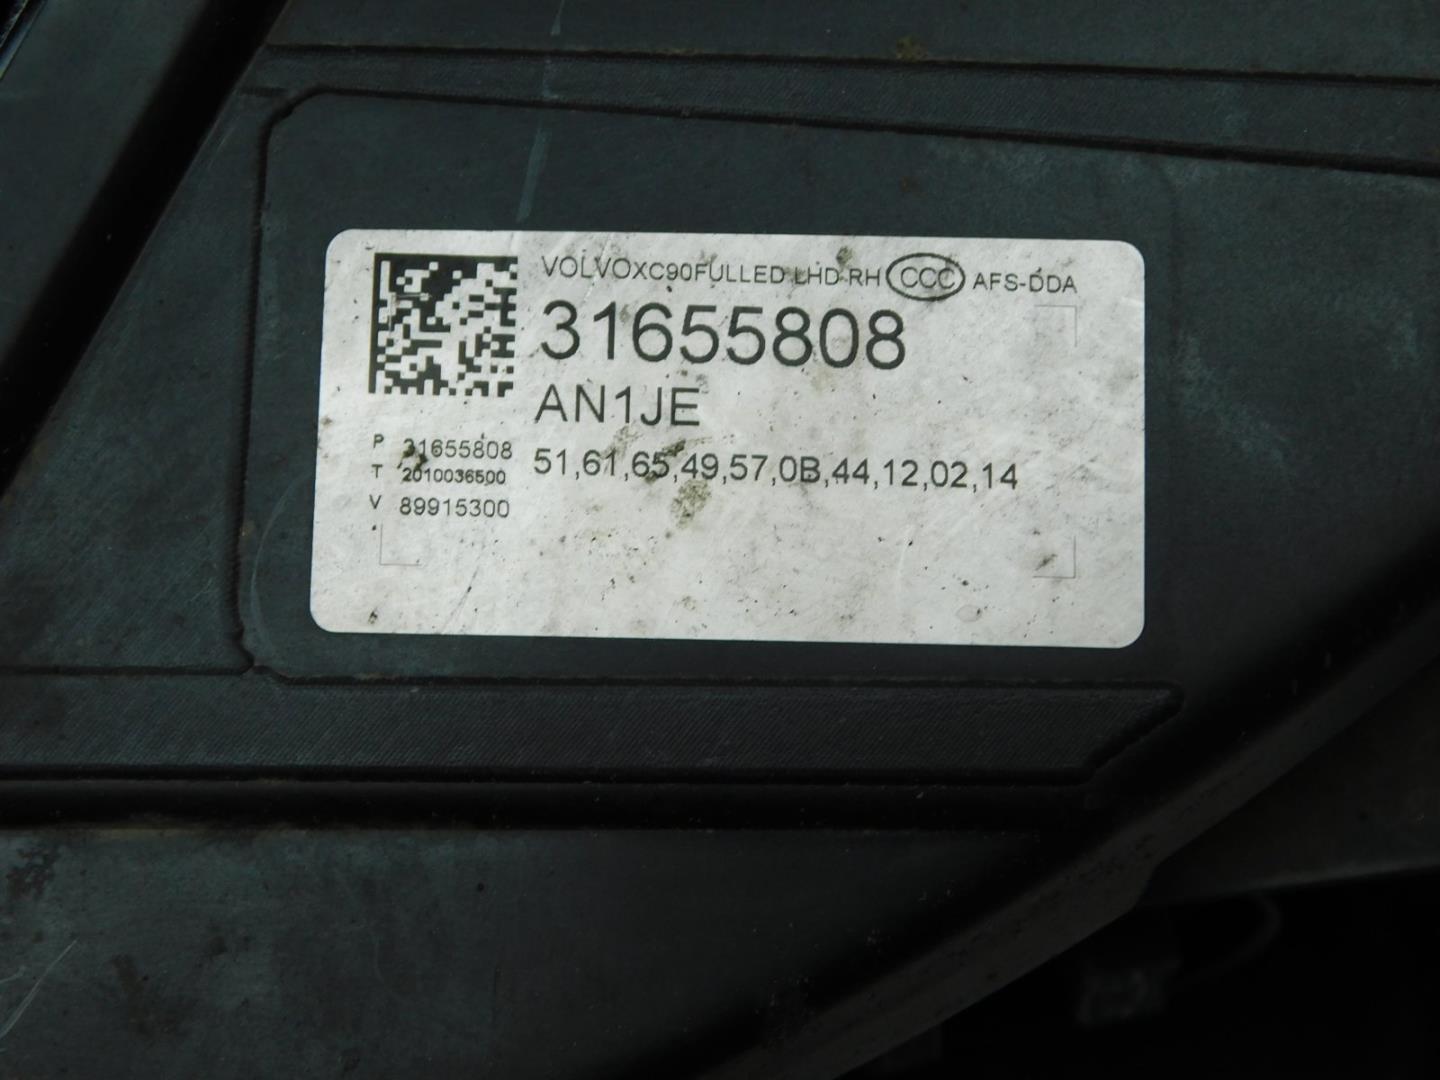 VOLVOXC90FULLED LHD RH CCC AFS-DDA
31655808
AN1JE
51,61,65,49,57,0B,44,12,02,14
P 31655808
T 2010036500
V 89915300